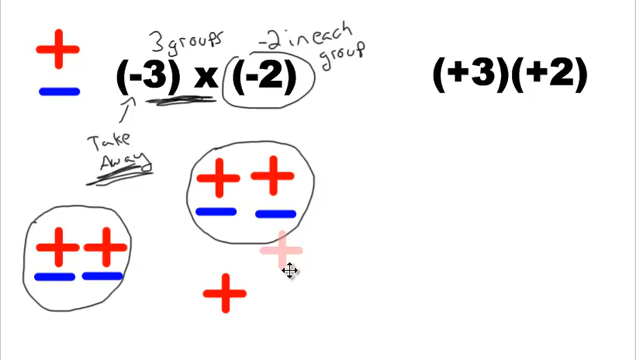 3 groups
-2 in each
group
(-3) x (-2)
(+3)(+2)
Take
Away